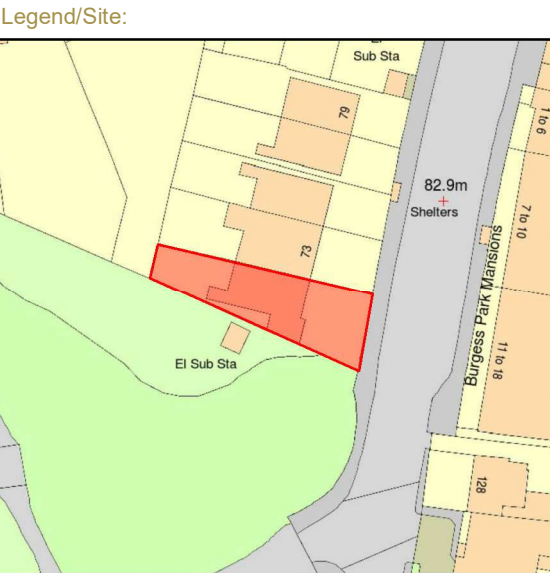 Legend/Site:
El
Sub Sta
79
1 to 6
82.9m
Shelters
7 to 10
73
Burgess Park Mansions
11 to 18
El Sub Sta
128